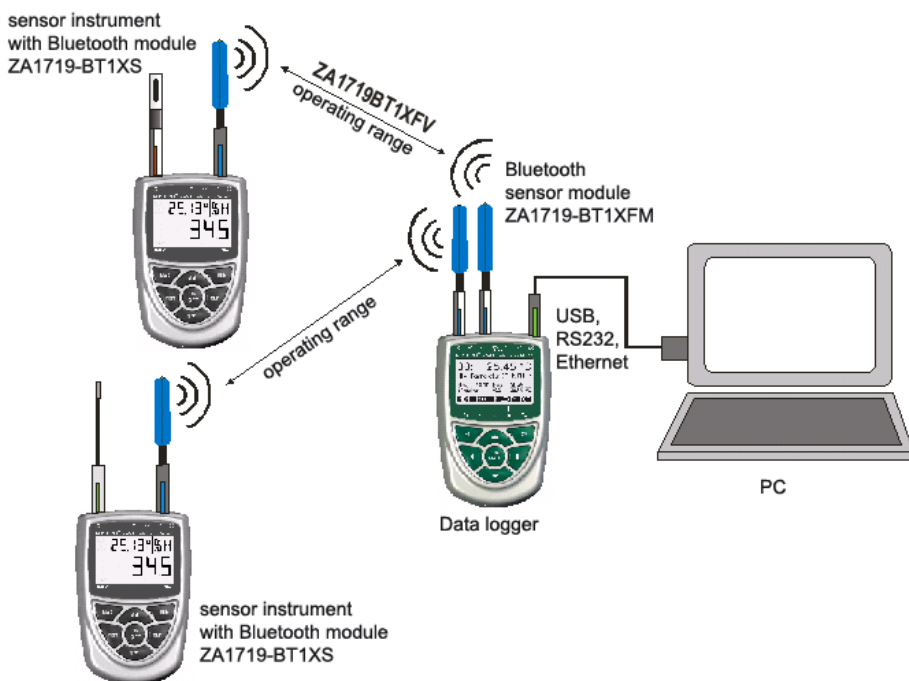 sensor instrument
with Bluetooth module
ZA1719-BT1XS
ZA1719BT1XFV
operating range
Bluetooth
sensor module
ZA1719-BT1XFM
25.13°%H
345
operating range
USB,
RS232,
Ethernet
PC
Data logger
25.13°%H
345
sensor instrument
with Bluetooth module
ZA1719-BT1XS